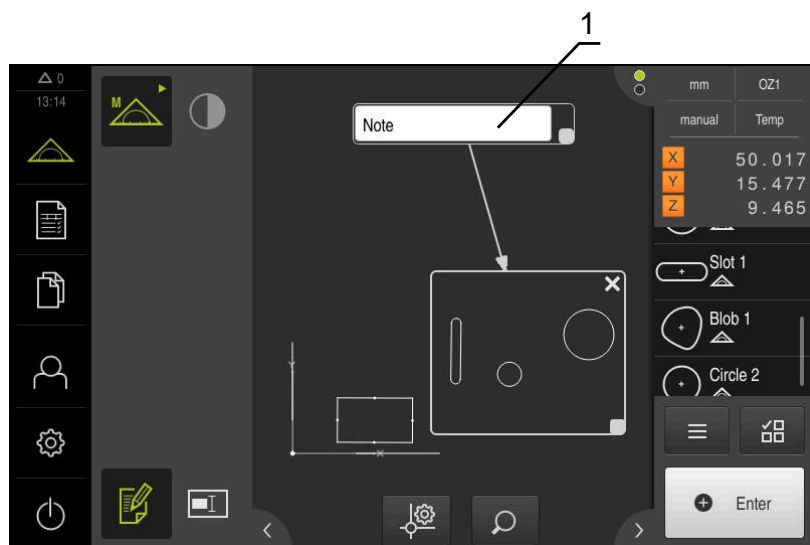 1
0
13:14
M
Note
mm OZ1
manual Temp
X 50.017
Y 15.477
Z 9.465
Slot 1
Blob 1
Circle 2
Y
X
Enter